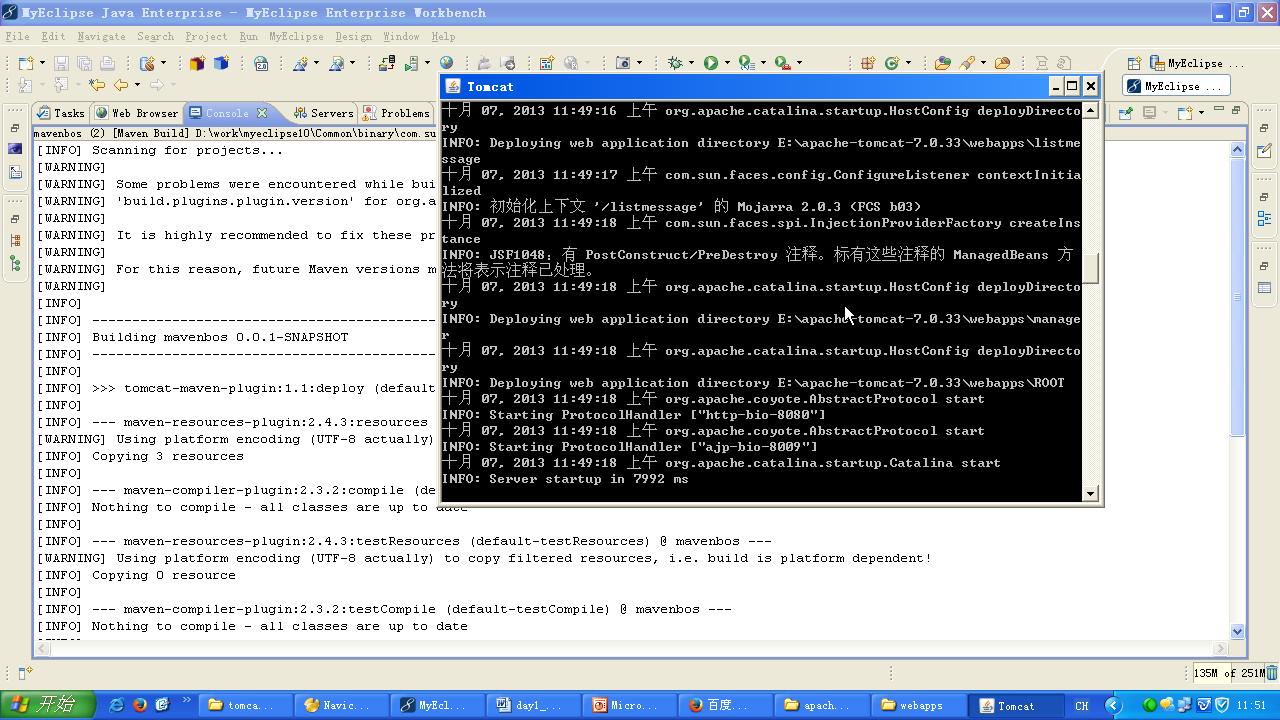 MyEclipse Java Enterprise - MyEclipse Enterprise Workbench
File Edit Navigate Search Project Run MyEclipse Design Window Help
MyEclipse ...
MyEclipse ...
Tasks Web Browser Console Servers Problems
mavenbos (2) [Maven Build] D:\work\myeclipse10\Common\binary\com.su
[INFO] Scanning for projects...
[WARNING]
[WARNING] Some problems were encountered while bui
[WARNING] 'build.plugins.plugin.version' for org.a
[WARNING]
[WARNING] It is highly recommended to fix these pr
[WARNING]
[WARNING] For this reason, future Maven versions m
[WARNING]
[INFO]
[INFO] ------------------------------------------
[INFO] Building mavenbos 0.0.1-SNAPSHOT
[INFO] ------------------------------------------
[INFO]
[INFO] >>> tomcat-maven-plugin:1.1:deploy (default
[INFO]
[INFO] --- maven-resources-plugin:2.4.3:resources
[WARNING] Using platform encoding (UTF-8 actually)
[INFO] Copying 3 resources
[INFO]
[INFO] --- maven-compiler-plugin:2.3.2:compile (de
[INFO] Nothing to compile - all classes are up to date
[INFO]
[INFO] --- maven-resources-plugin:2.4.3:testResources (default-testResources) @ mavenbos ---
[WARNING] Using platform encoding (UTF-8 actually) to copy filtered resources, i.e. build is platform dependent!
[INFO] Copying 0 resource
[INFO]
[INFO] --- maven-compiler-plugin:2.3.2:testCompile (default-testCompile) @ mavenbos ---
[INFO] Nothing to compile - all classes are up to date
Tomcat
十月 07, 2013 11:49:16 上午 org.apache.catalina.startup.HostConfig deployDirecto
ry
INFO: Deploying web application directory E:\apache-tomcat-7.0.33\webapps\listme
ssage
十月 07, 2013 11:49:17 上午 com.sun.faces.config.ConfigureListener contextInitia
lized
INFO: 初始化上下文 '/listmessage' 的 Mojarra 2.0.3 (FCS b03)
十月 07, 2013 11:49:18 上午 com.sun.faces.spi.InjectionProviderFactory createIns
tance
INFO: JSF1048: 有 PostConstruct/PreDestroy 注释。标有这些注释的 ManagedBeans 方
法将表示注释已处理。
十月 07, 2013 11:49:18 上午 org.apache.catalina.startup.HostConfig deployDirecto
ry
INFO: Deploying web application directory E:\apache-tomcat-7.0.33\webapps\manage
r
十月 07, 2013 11:49:18 上午 org.apache.catalina.startup.HostConfig deployDirecto
ry
INFO: Deploying web application directory E:\apache-tomcat-7.0.33\webapps\ROOT
十月 07, 2013 11:49:18 上午 org.apache.coyote.AbstractProtocol start
INFO: Starting ProtocolHandler ["http-bio-8080"]
十月 07, 2013 11:49:18 上午 org.apache.coyote.AbstractProtocol start
INFO: Starting ProtocolHandler ["ajp-bio-8009"]
十月 07, 2013 11:49:18 上午 org.apache.catalina.startup.Catalina start
INFO: Server startup in 7992 ms
135M of 251M
开始 tomca... Navic... MyEcl... day1_... Micro... 百度... apach... webapps Tomcat CH 11:51